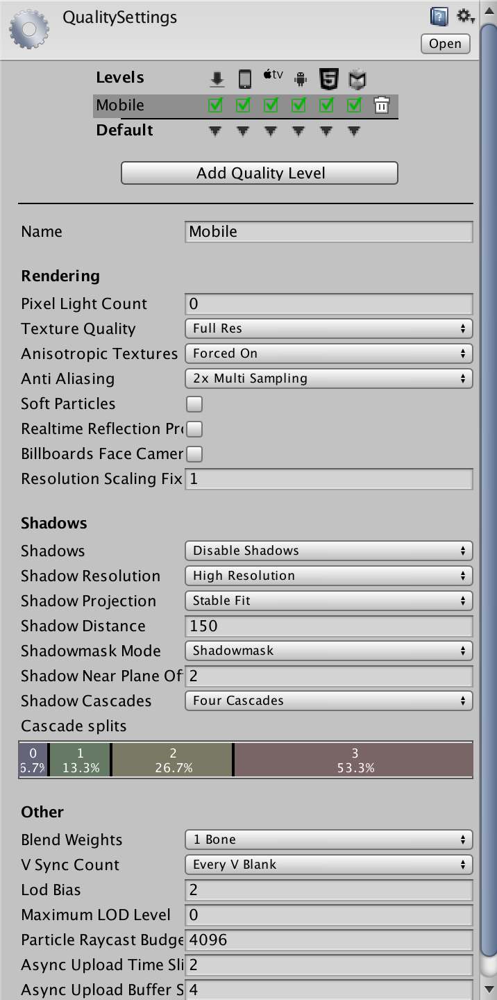 QualitySettings
Open
Levels
tv
Mobile
Default
Add Quality Level
Name Mobile
Rendering
Pixel Light Count 0
Texture Quality Full Res
Anisotropic Textures Forced On
Anti Aliasing 2x Multi Sampling
Soft Particles
Realtime Reflection Pro
Billboards Face Camer
Resolution Scaling Fix 1
Shadows
Shadows Disable Shadows
Shadow Resolution High Resolution
Shadow Projection Stable Fit
Shadow Distance 150
Shadowmask Mode Shadowmask
Shadow Near Plane Of 2
Shadow Cascades Four Cascades
Cascade splits
0 1 2 3
6.7% 13.3% 26.7% 53.3%
Other
Blend Weights 1 Bone
V Sync Count Every V Blank
Lod Bias 2
Maximum LOD Level 0
Particle Raycast Budge 4096
Async Upload Time Sli 2
Async Upload Buffer S 4